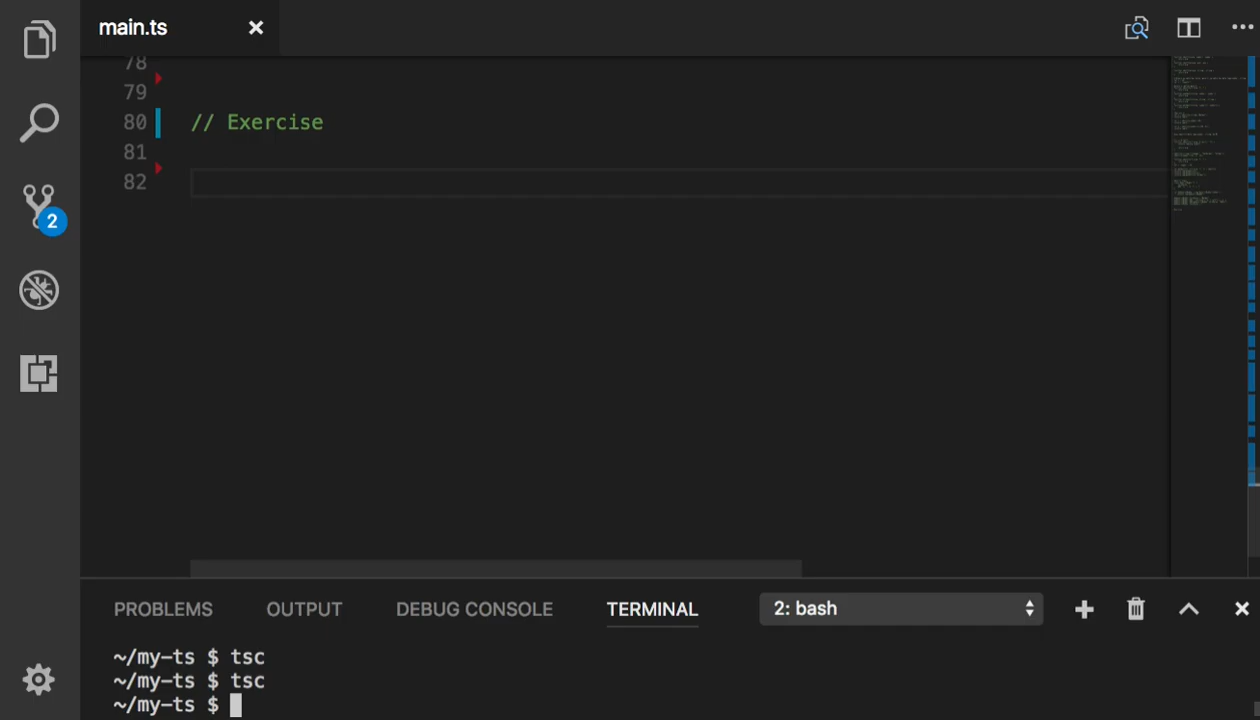 main.ts
78
79
80 // Exercise
81
82
2
PROBLEMS OUTPUT DEBUG CONSOLE TERMINAL 2: bash
~/my-ts $ tsc
~/my-ts $ tsc
~/my-ts $